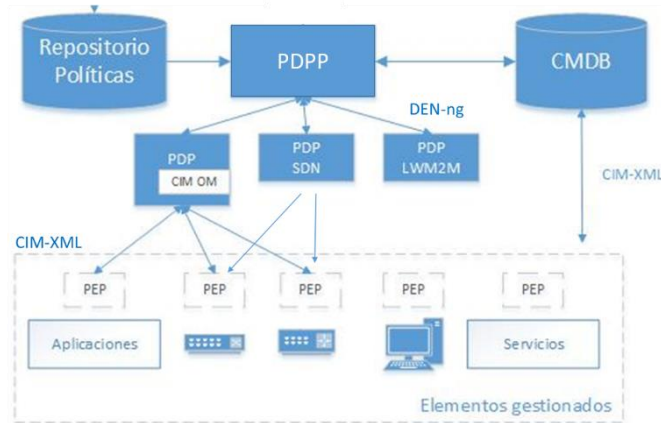 Repositorio
Políticas
PDPP
CMDB
DEN-ng
PDP
CIM OM
PDP
SDN
PDP
LWM2M
CIM-XML
CIM-XML
PEP
PEP
PEP
PEP
PEP
Aplicaciones
Servicios
Elementos gestionados